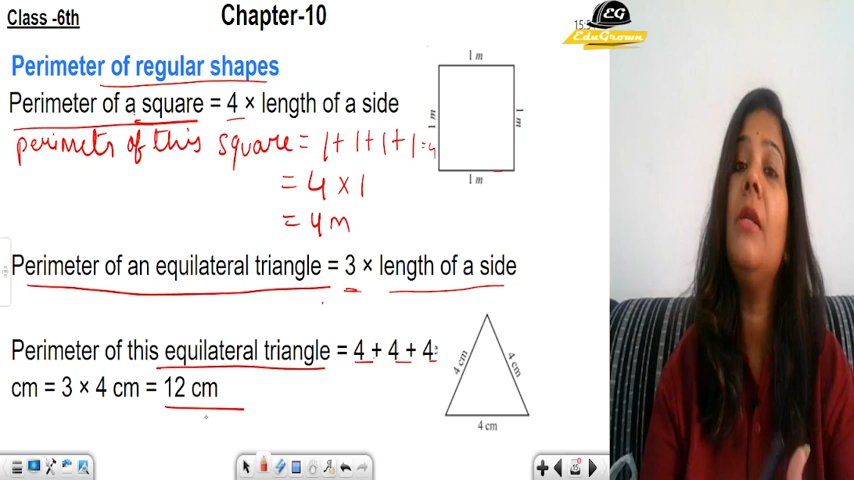 Class -6th
Chapter-10
EG
EduGrown
Perimeter of regular shapes
Perimeter of a square = 4 × length of a side
perimeter of this square = 1 + 1 + 1 + 1 = 4
= 4 × 1
= 4 m
1 m
1 m
1 m
1 m
Perimeter of an equilateral triangle = 3 × length of a side
Perimeter of this equilateral triangle = 4 + 4 + 4
cm = 3 × 4 cm = 12 cm
4 cm
4 cm
4 cm
15